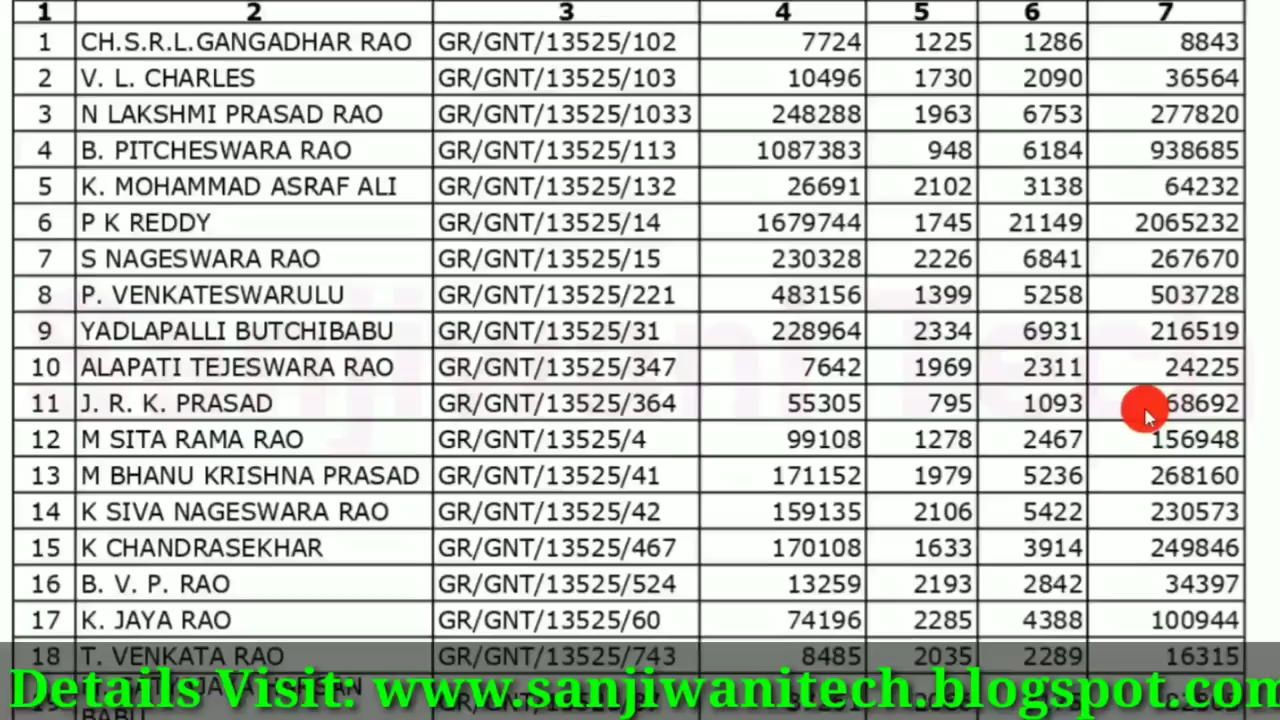 1 2 3 4 5 6 7
1 CH.S.R.L.GANGADHAR RAO GR/GNT/13525/102 7724 1225 1286 8843
2 V. L. CHARLES GR/GNT/13525/103 10496 1730 2090 36564
3 N LAKSHMI PRASAD RAO GR/GNT/13525/1033 248288 1963 6753 277820
4 B. PITCHESWARA RAO GR/GNT/13525/113 1087383 948 6184 938685
5 K. MOHAMMAD ASRAF ALI GR/GNT/13525/132 26691 2102 3138 64232
6 P K REDDY GR/GNT/13525/14 1679744 1745 21149 2065232
7 S NAGESWARA RAO GR/GNT/13525/15 230328 2226 6841 267670
8 P. VENKATESWARULU GR/GNT/13525/221 483156 1399 5258 503728
9 YADLAPALLI BUTCHIBABU GR/GNT/13525/31 228964 2334 6931 216519
10 ALAPATI TEJESWARA RAO GR/GNT/13525/347 7642 1969 2311 24225
11 J. R. K. PRASAD GR/GNT/13525/364 55305 795 1093 68692
12 M SITA RAMA RAO GR/GNT/13525/4 99108 1278 2467 156948
13 M BHANU KRISHNA PRASAD GR/GNT/13525/41 171152 1979 5236 268160
14 K SIVA NAGESWARA RAO GR/GNT/13525/42 159135 2106 5422 230573
15 K CHANDRASEKHAR GR/GNT/13525/467 170108 1633 3914 249846
16 B. V. P. RAO GR/GNT/13525/524 13259 2193 2842 34397
17 K. JAYA RAO GR/GNT/13525/60 74196 2285 4388 100944
18 T. VENKATA RAO GR/GNT/13525/743 8485 2035 2289 16315
Details Visit: www.sanjiwanitech.blogspot.com
BABU